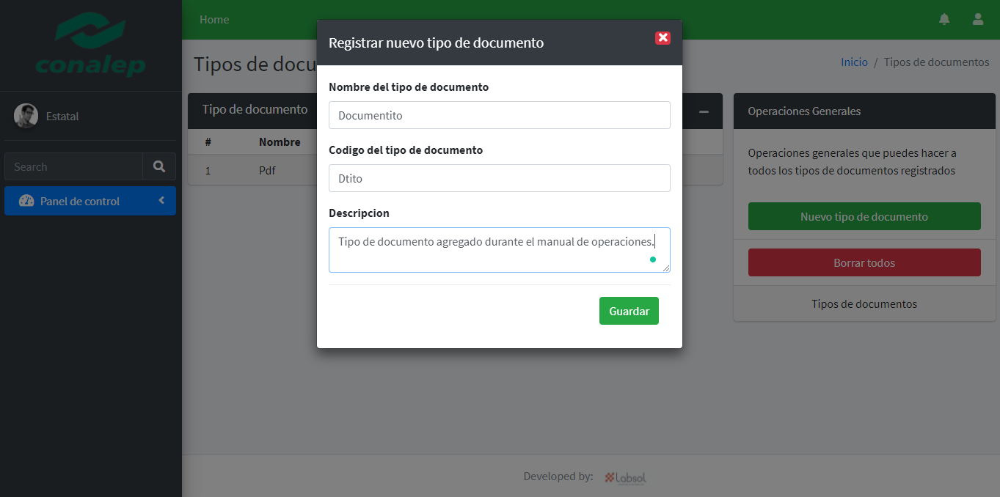 conalep
Estatal
Search
Panel de control
Home
Tipos de docu
Inicio / Tipos de documentos
Tipo de documento
# Nombre
1 Pdf
Registrar nuevo tipo de documento
Nombre del tipo de documento
Documentito
Codigo del tipo de documento
Dtito
Descripcion
Tipo de documento agregado durante el manual de operaciones.
Guardar
Operaciones Generales
Operaciones generales que puedes hacer a
todos los tipos de documentos registrados
Nuevo tipo de documento
Borrar todos
Tipos de documentos
Developed by: Labsol